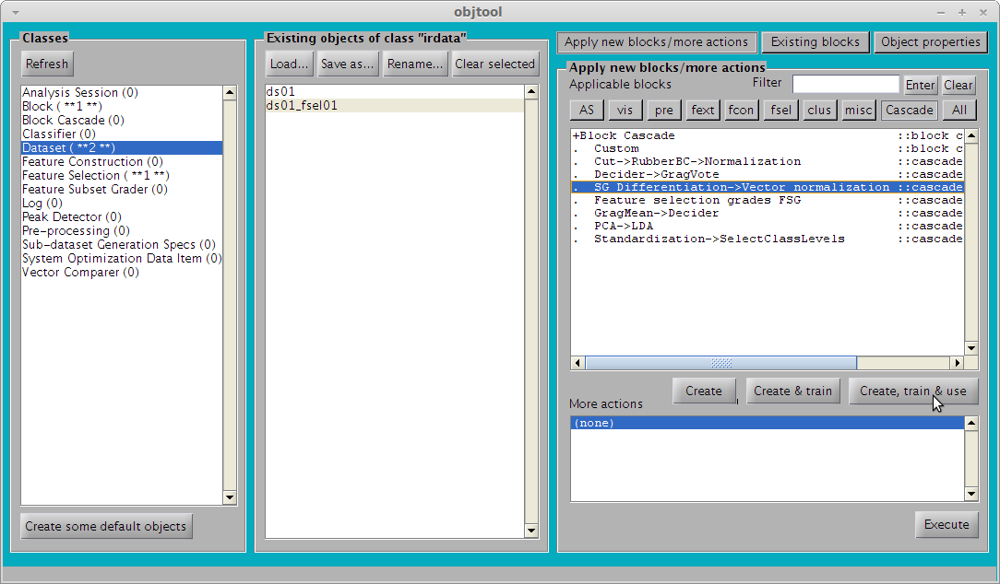 objtool
Classes
Refresh
Analysis Session (0)
Block ( **1 **)
Block Cascade (0)
Classifier (0)
Dataset ( **2 **)
Feature Construction (0)
Feature Selection ( **1 **)
Feature Subset Grader (0)
Log (0)
Peak Detector (0)
Pre-processing (0)
Sub-dataset Generation Specs (0)
System Optimization Data Item (0)
Vector Comparer (0)
Create some default objects
Existing objects of class "irdata"
Load... Save as... Rename... Clear selected
ds01
ds01_fsel01
Apply new blocks/more actions Existing blocks Object properties
Apply new blocks/more actions
Applicable blocks Filter Enter Clear
AS vis pre fext fcon fsel clus misc Cascade All
+Block Cascade ::block c
. Custom ::block c
. Cut->RubberBC->Normalization ::cascade
. Decider->GragVote ::cascade
. SG Differentiation->Vector normalization ::cascade
. Feature selection grades FSG ::cascade
. GragMean->Decider ::cascade
. PCA->LDA ::cascade
. Standardization->SelectClassLevels ::cascade
Create Create & train Create, train & use
More actions
(none)
Execute